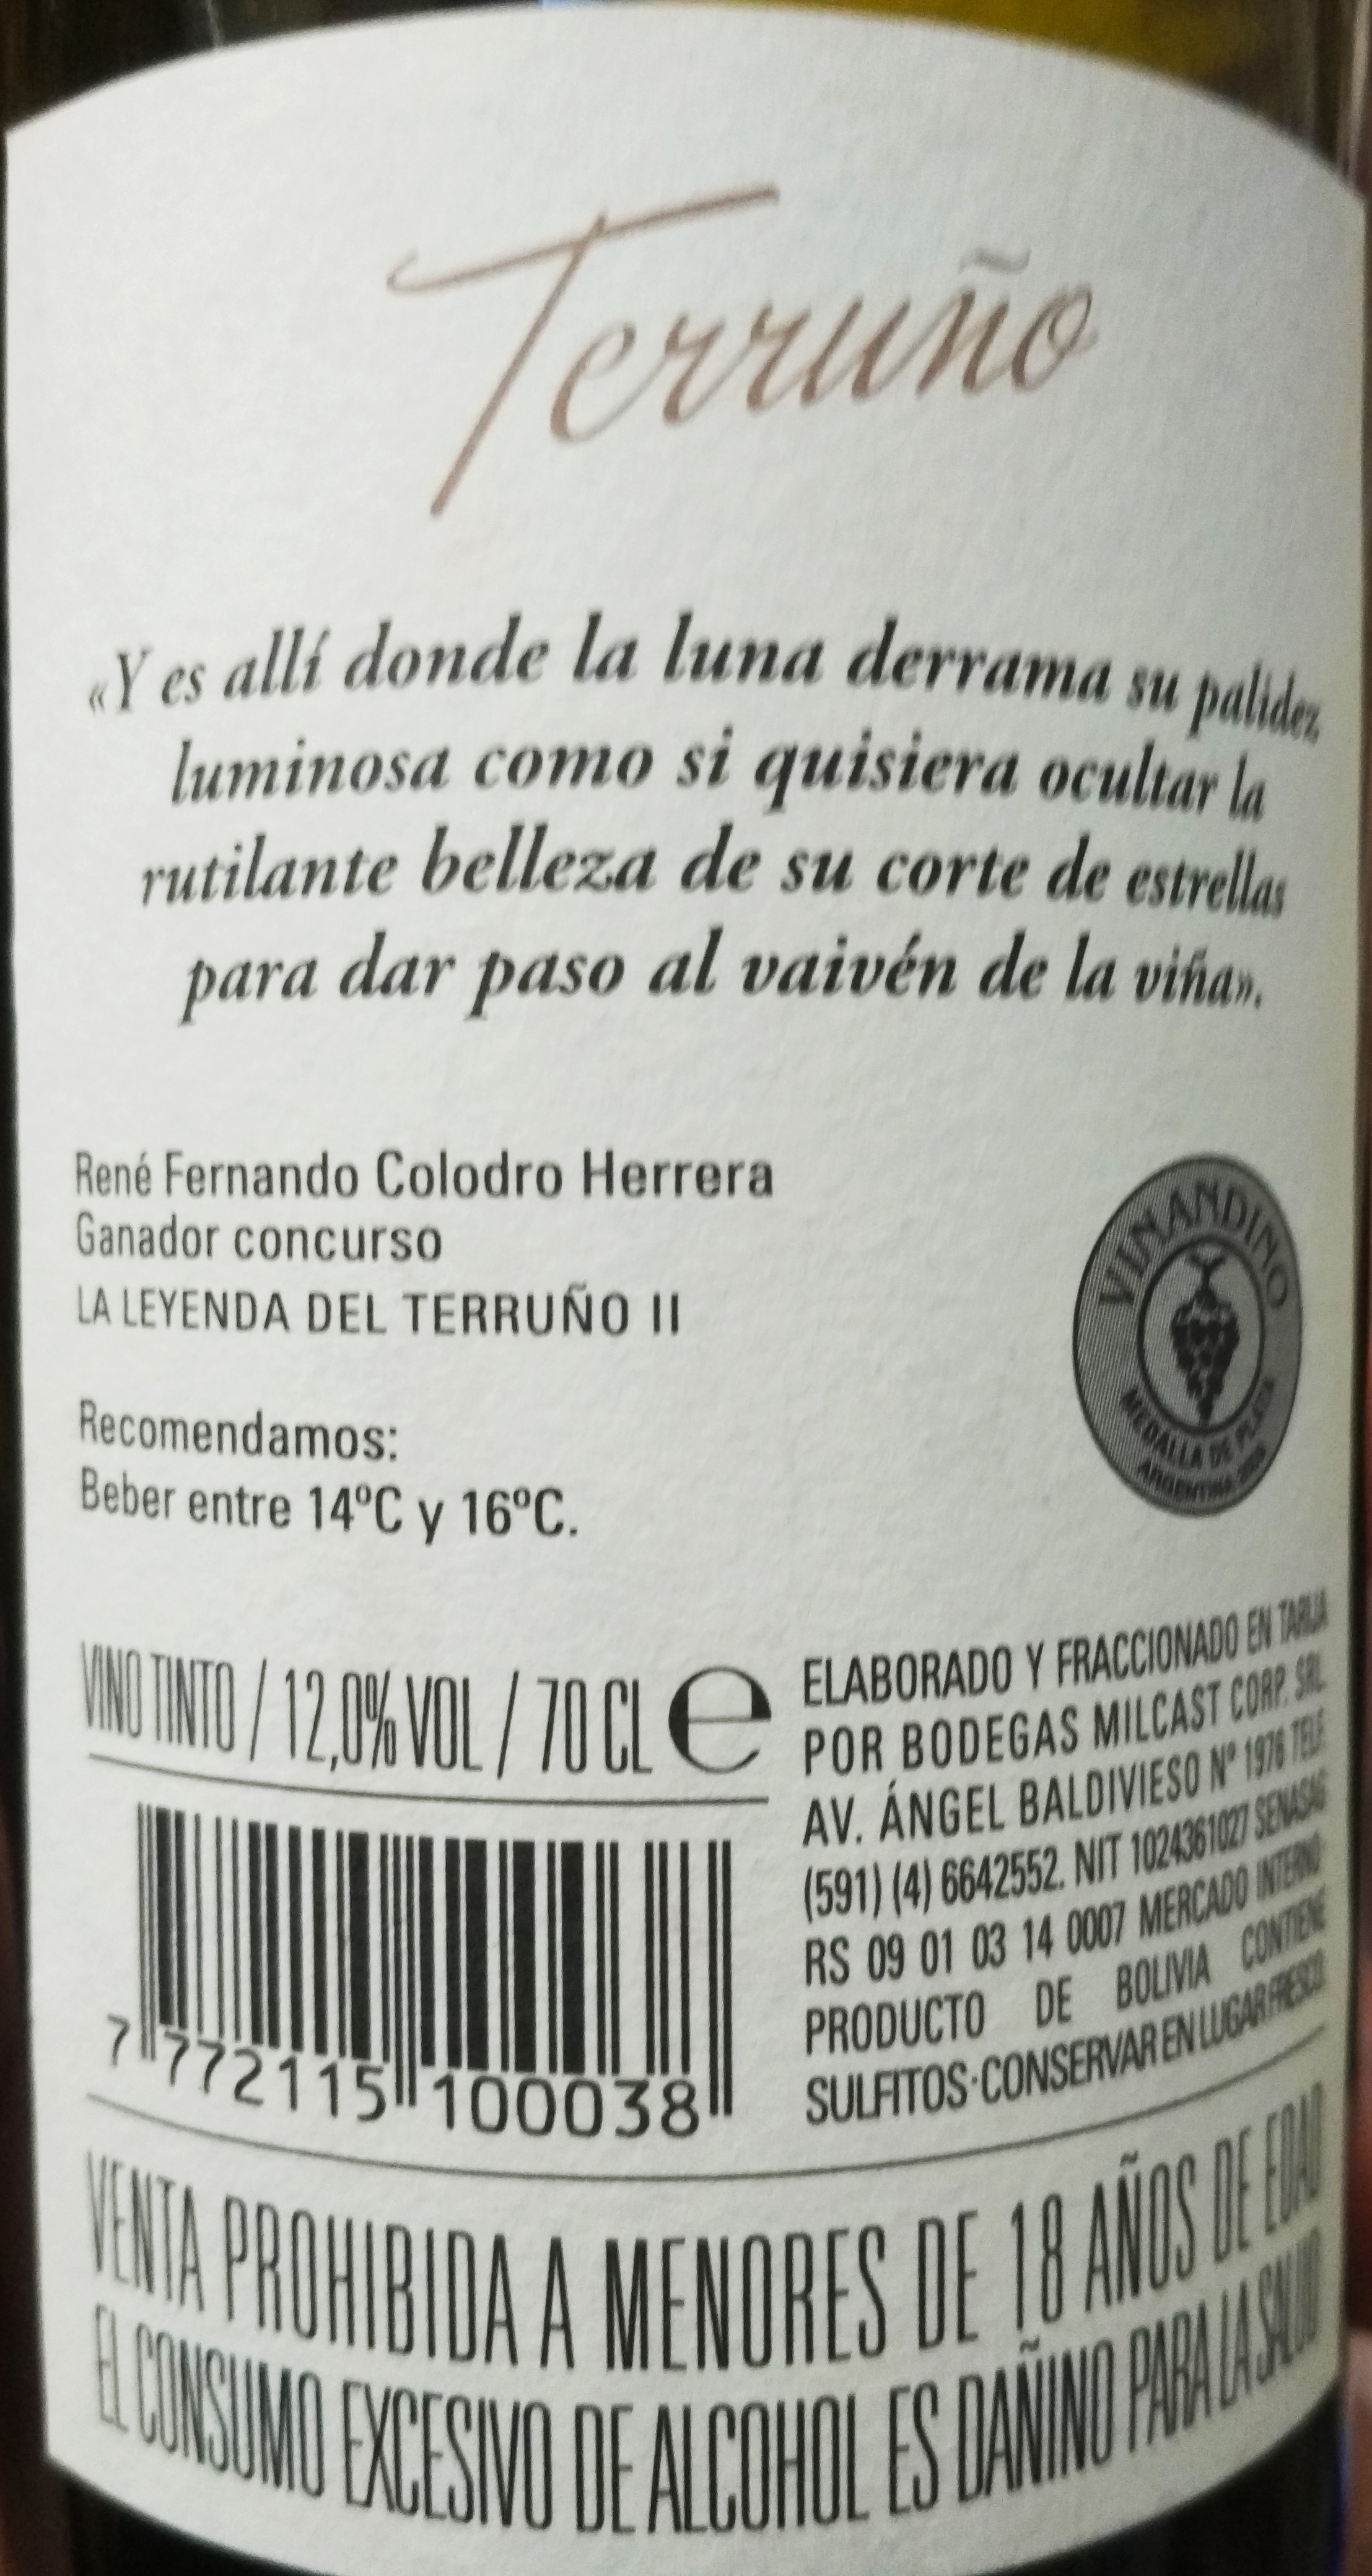 Terruño
«Y es allí donde la luna derrama su palidez
luminosa como si quisiera ocultar la
rutilante belleza de su corte de estrellas
para dar paso al vaivén de la viña».
René Fernando Colodro Herrera
Ganador concurso
LA LEYENDA DEL TERRUÑO II
VINANDINO
MEDALLA DE PLATA
ARGENTINA
Recomendamos:
Beber entre 14ºC y 16ºC.
VINO TINTO / 12,0% VOL / 70 CL e
ELABORADO Y FRACCIONADO EN TARIJA
POR BODEGAS MILCAST CORP. SRL.
AV. ÁNGEL BALDIVIESO Nº 1976 TELF.
(591) (4) 6642552. NIT 1024361027 SENASAG
RS 09 01 03 14 0007 MERCADO INTERNO
PRODUCTO DE BOLIVIA CONTIENE
SULFITOS·CONSERVAR EN LUGAR FRESCO.
7 772115 100038
VENTA PROHIBIDA A MENORES DE 18 AÑOS DE EDAD
EL CONSUMO EXCESIVO DE ALCOHOL ES DAÑINO PARA LA SALUD